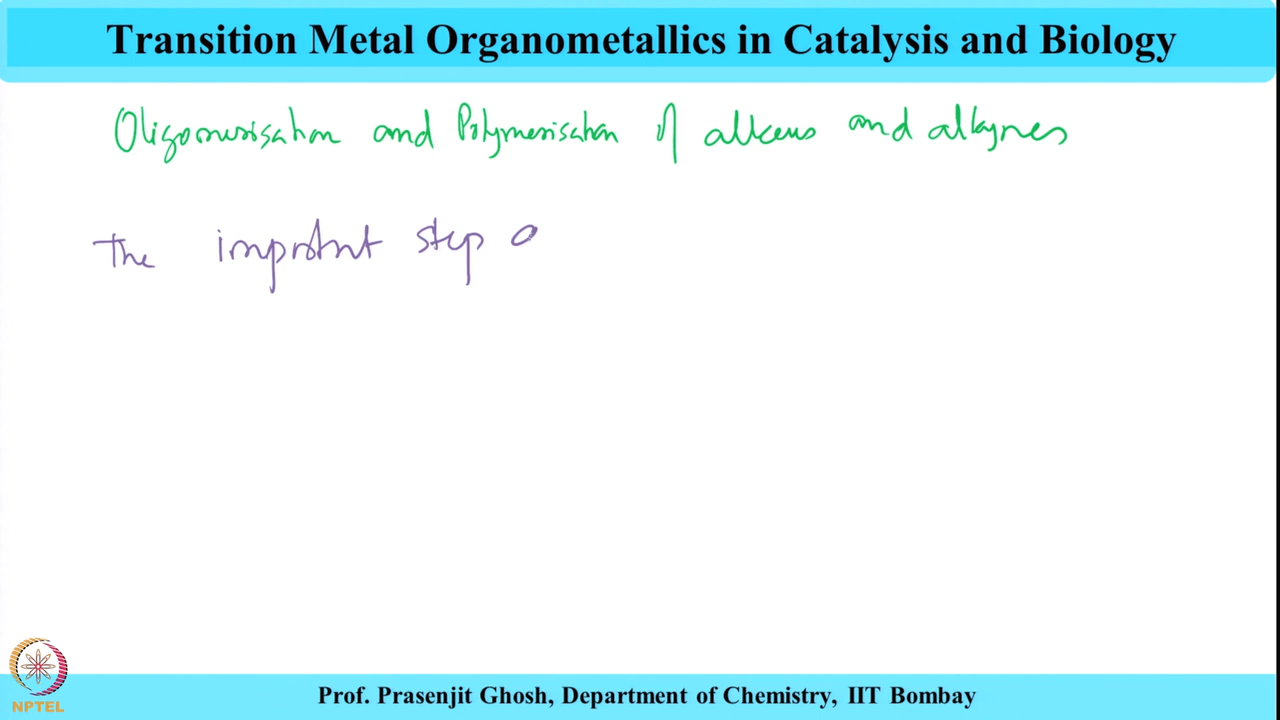 Transition Metal Organometallics in Catalysis and Biology
Oligomerisation and Polymerisation of alkenes and alkynes
The important step o
NPTEL
Prof. Prasenjit Ghosh, Department of Chemistry, IIT Bombay